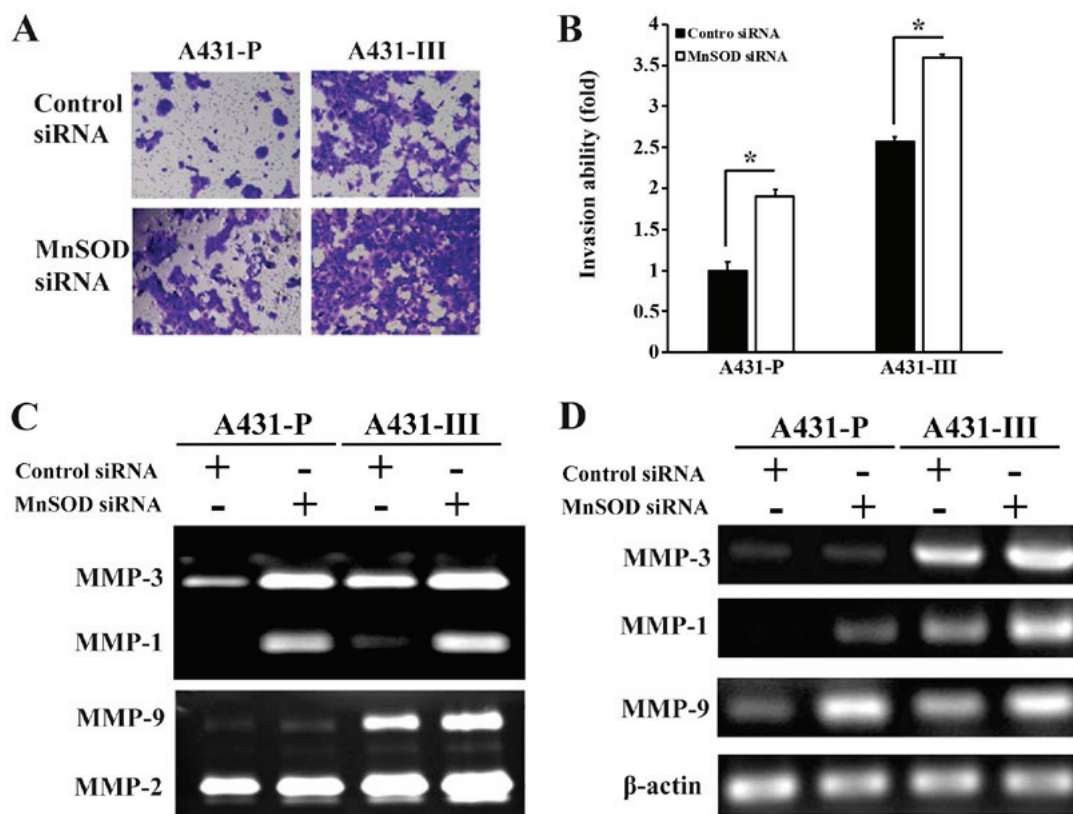 A
A431-P A431-III
Control
siRNA
MnSOD
siRNA
B
Invasion ability (fold)
4
3.5
3
2.5
2
1.5
1
0.5
0
Contro siRNA
MnSOD siRNA
*
*
A431-P A431-III
C
A431-P A431-III
Control siRNA + - + -
MnSOD siRNA - + - +
MMP-3
MMP-1
MMP-9
MMP-2
D
A431-P A431-III
Control siRNA + - + -
MnSOD siRNA - + - +
MMP-3
MMP-1
MMP-9
β-actin